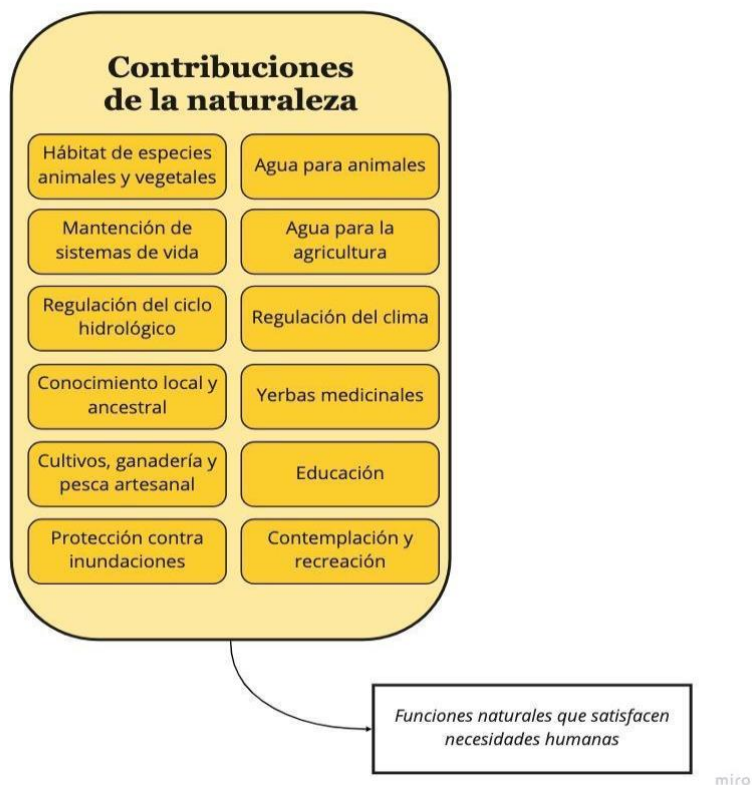 Contribuciones
de la naturaleza
Hábitat de especies
animales y vegetales
Agua para animales
Mantención de
sistemas de vida
Agua para la
agricultura
Regulación del ciclo
hidrológico
Regulación del clima
Conocimiento local y
ancestral
Yerbas medicinales
Cultivos, ganadería y
pesca artesanal
Educación
Protección contra
inundaciones
Contemplación y
recreación
Funciones naturales que satisfacen
necesidades humanas
miro